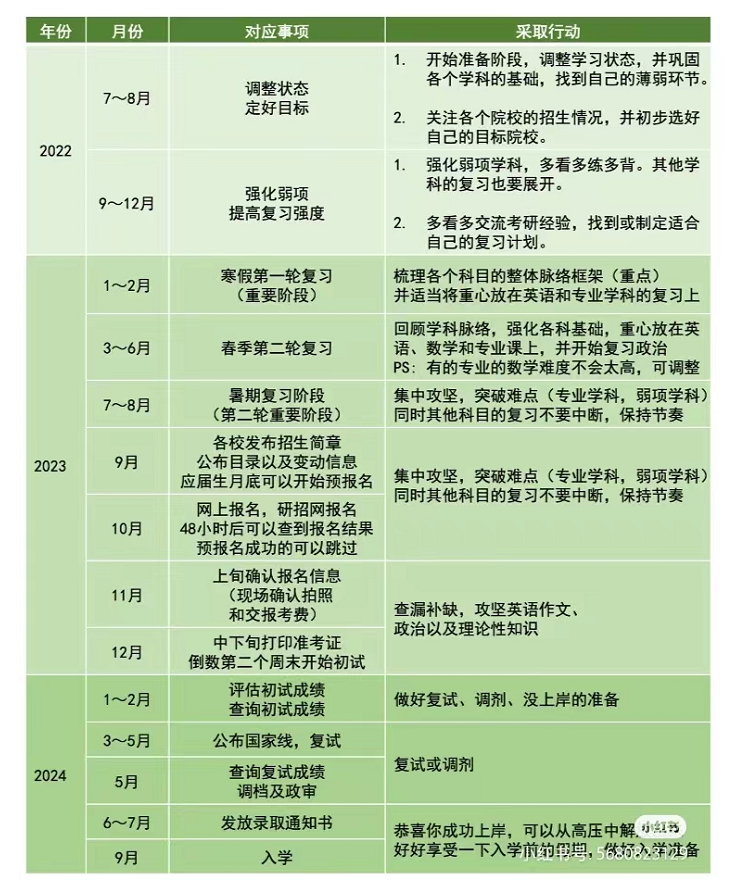 年份 月份 对应事项 采取行动
2022
7～8月
调整状态
定好目标
1. 开始准备阶段，调整学习状态，并巩固
各个学科的基础，找到自己的薄弱环节。
2. 关注各个院校的招生情况，并初步选好
自己的目标院校。
9～12月
强化弱项
提高复习强度
1. 强化弱项学科，多看多练多背。其他学
科的复习也要展开。
2. 多看多交流考研经验，找到或制定适合
自己的复习计划。
2023
1～2月
寒假第一轮复习
（重要阶段）
梳理各个科目的整体脉络框架（重点）
并适当将重心放在英语和专业学科的复习上
3～6月
春季第二轮复习
回顾学科脉络，强化各科基础，重心放在英
语、数学和专业课上，并开始复习政治
PS：有的专业的数学难度不会太高，可调整
7～8月
暑期复习阶段
（第二轮重要阶段）
集中攻坚，突破难点（专业学科，弱项学科）
同时其他科目的复习不要中断，保持节奏
9月
各校发布招生简章
公布目录以及变动信息
应届生月底可以开始预报名
集中攻坚，突破难点（专业学科，弱项学科）
同时其他科目的复习不要中断，保持节奏
10月
网上报名，研招网报名
48小时后可以查到报名结果
预报名成功的可以跳过
11月
上旬确认报名信息
（现场确认拍照
和交报考费）
查漏补缺，攻坚英语作文、
政治以及理论性知识
12月
中下旬打印准考证
倒数第二个周末开始初试
2024
1～2月
评估初试成绩
查询初试成绩
做好复试、调剂、没上岸的准备
3～5月
公布国家线，复试
复试或调剂
5月
查询复试成绩
调档及政审
6～7月
发放录取通知书
恭喜你成功上岸，可以从高压中解
好好享受一下入学前的假期，做好入学准备
9月
入学
小红书
小红书号：5680823129